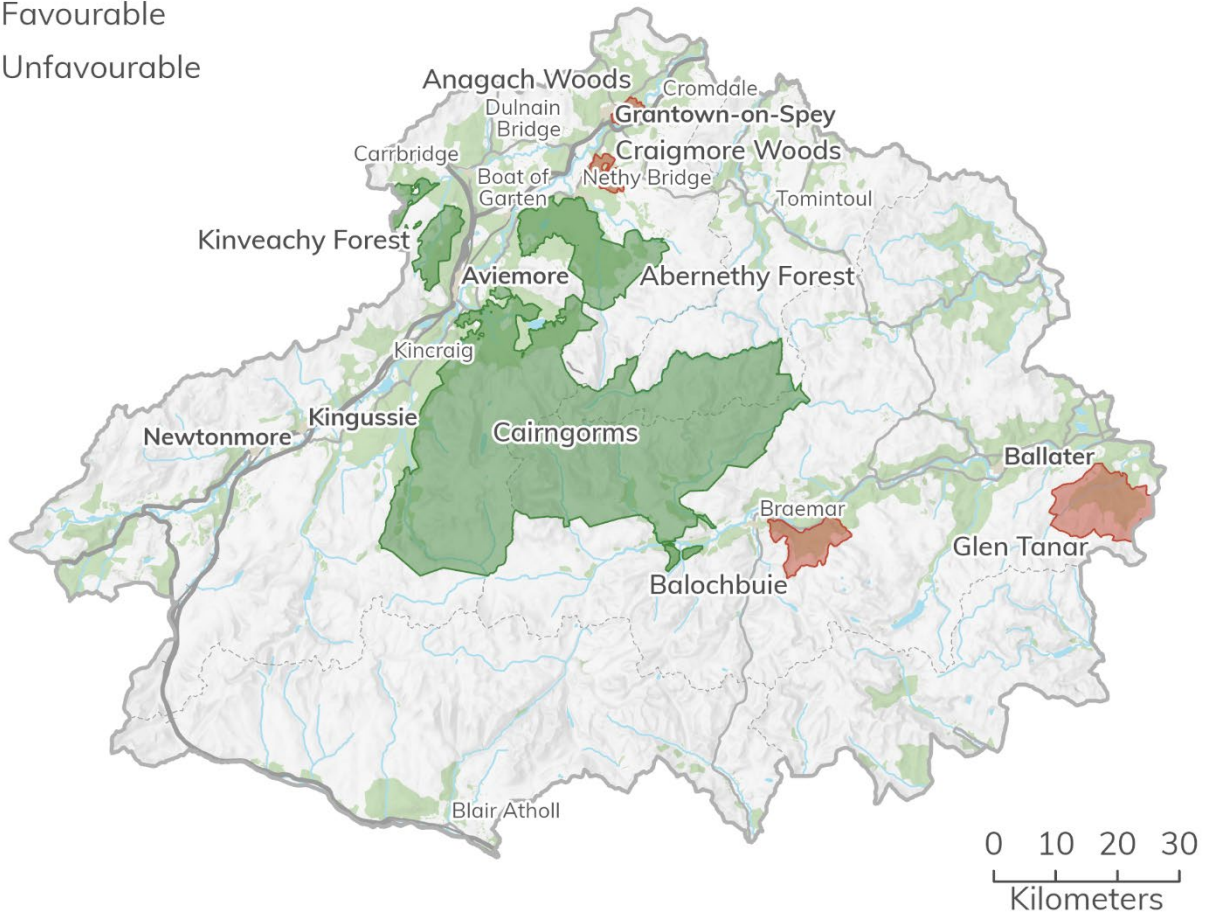 Favourable
Unfavourable
Anagach Woods
Cromdale
Dulnain
Bridge
Grantown-on-Spey
Carrbridge
Craigmore Woods
Boat of
Garten
Nethy Bridge
Tomintoul
Kinveachy Forest
Aviemore
Abernethy Forest
Kincraig
Kingussie
Newtonmore
Cairngorms
Ballater
Braemar
Glen Tanar
Balochbuie
Blair Atholl
0 10 20 30
Kilometers